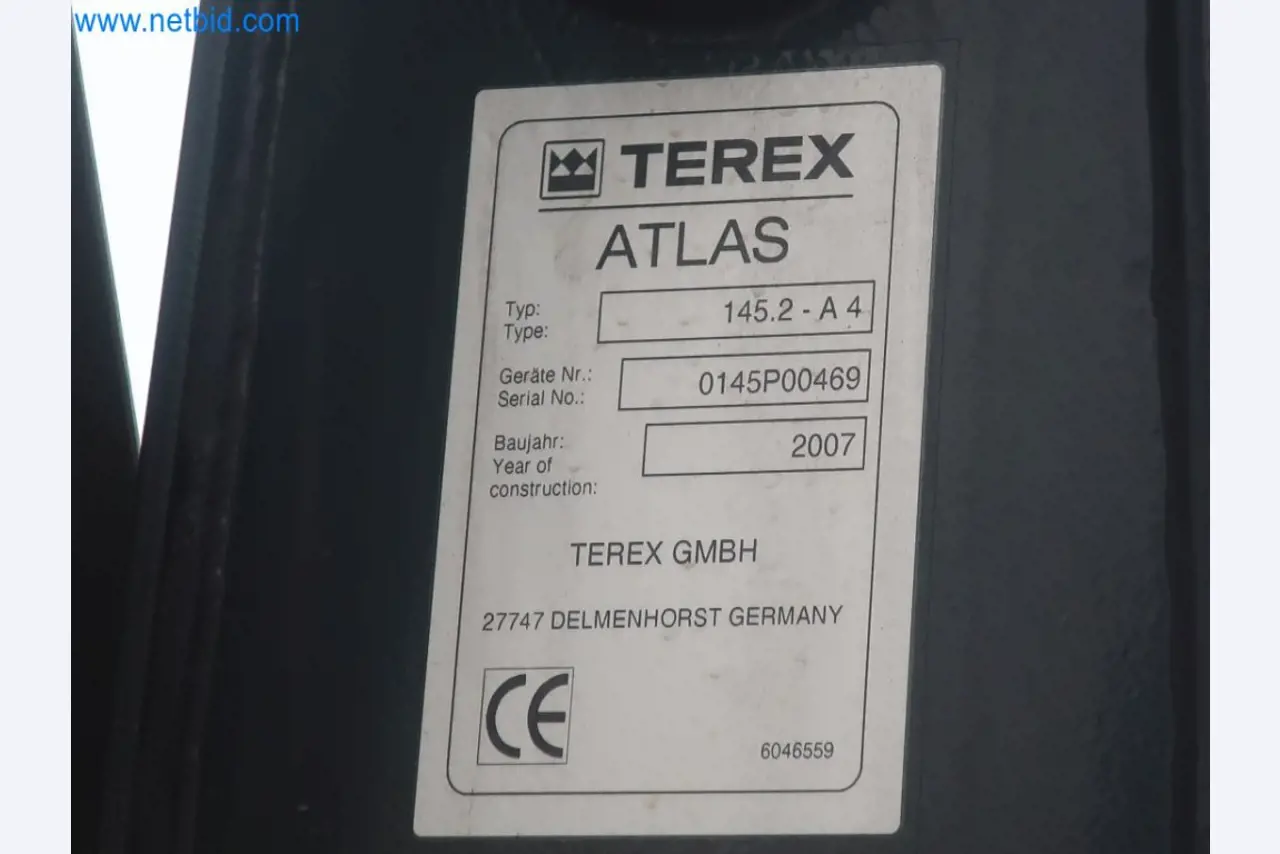 www.netbid.com
TEREX
ATLAS
Typ:
Type:
145.2 - A 4
Geräte Nr.:
Serial No.:
0145P00469
Baujahr:
Year of
construction:
2007
TEREX GMBH
27747 DELMENHORST GERMANY
CE
6046559